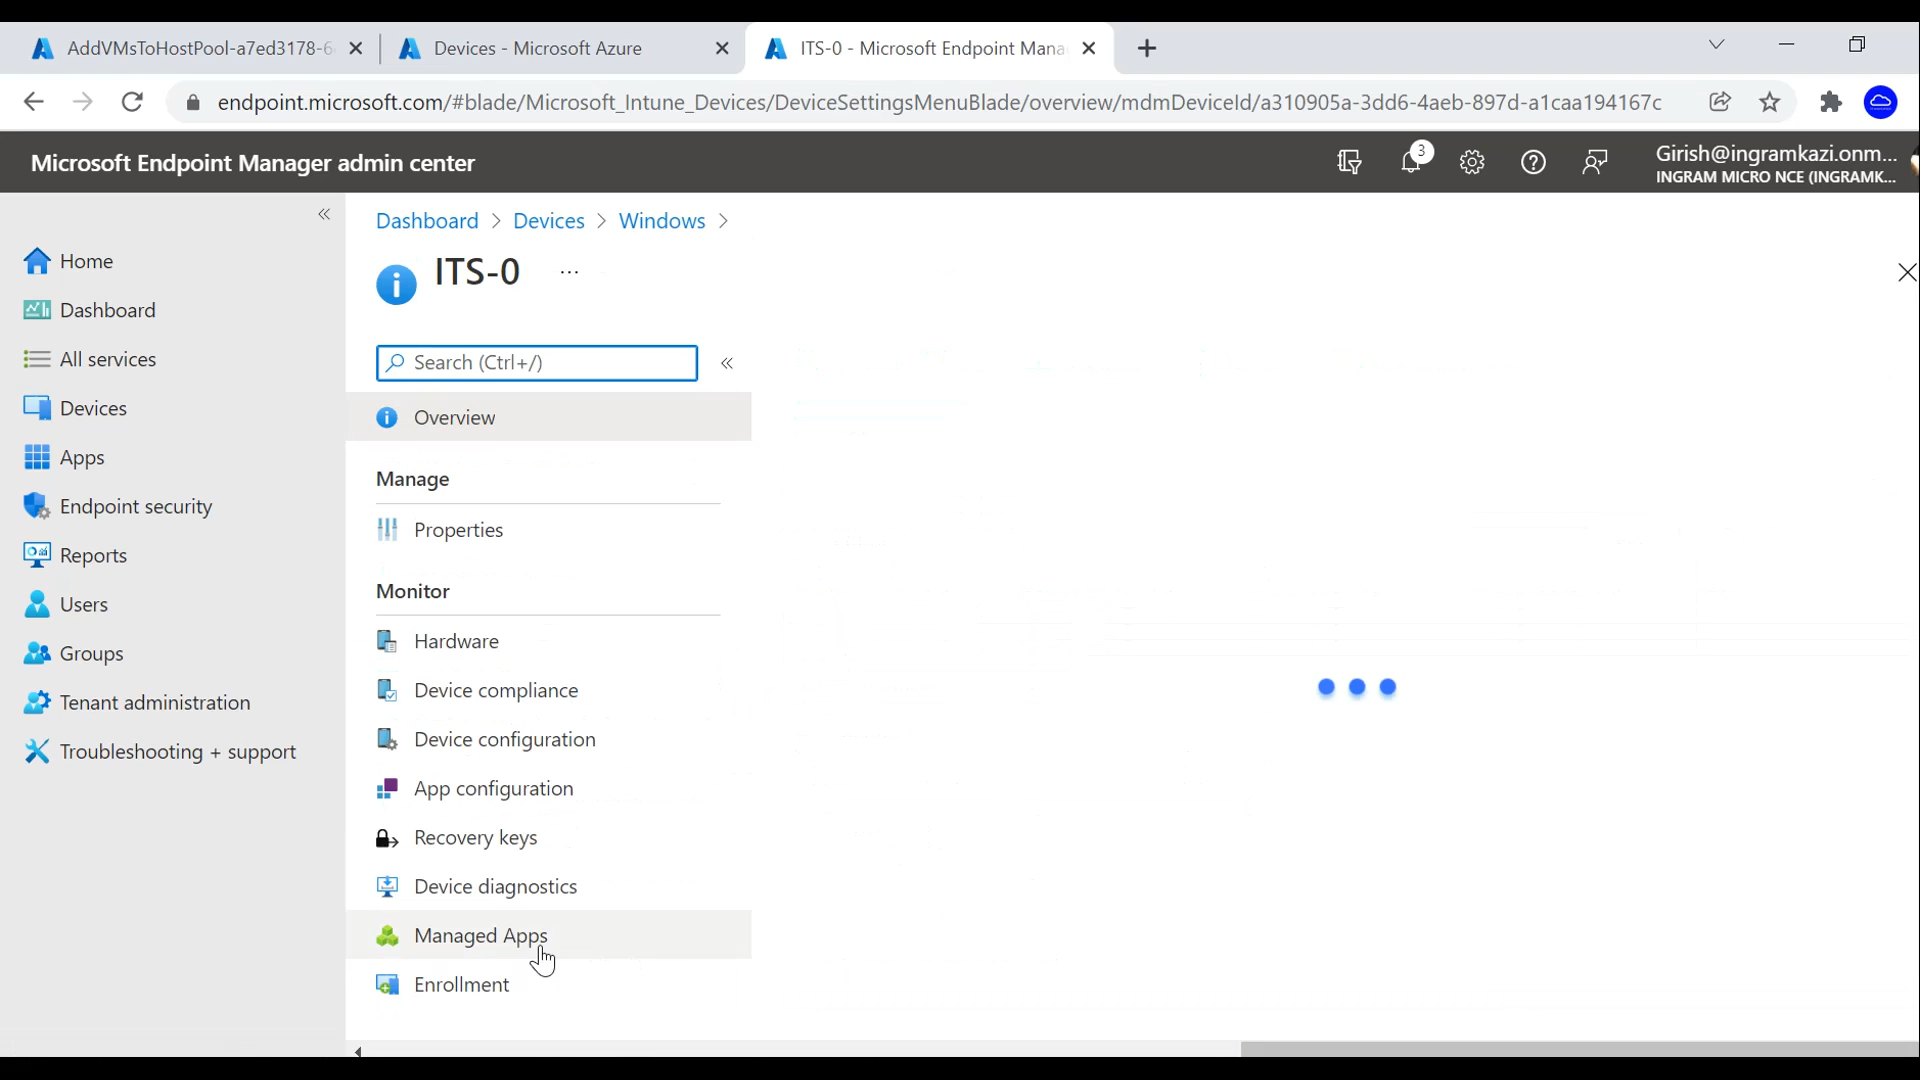 AddVMsToHostPool-a7ed3178-6
Devices - Microsoft Azure
ITS-0 - Microsoft Endpoint Mana
endpoint.microsoft.com/#blade/Microsoft_Intune_Devices/DeviceSettingsMenuBlade/overview/mdmDeviceId/a310905a-3dd6-4aeb-897d-a1caa194167c
Microsoft Endpoint Manager admin center
3
Girish@ingramkazi.onm...
INGRAM MICRO NCE (INGRAMK...
Home
Dashboard
All services
Devices
Apps
Endpoint security
Reports
Users
Groups
Tenant administration
Troubleshooting + support
Dashboard > Devices > Windows >
ITS-0 ...
Search (Ctrl+/)
Overview
Manage
Properties
Monitor
Hardware
Device compliance
Device configuration
App configuration
Recovery keys
Device diagnostics
Managed Apps
Enrollment